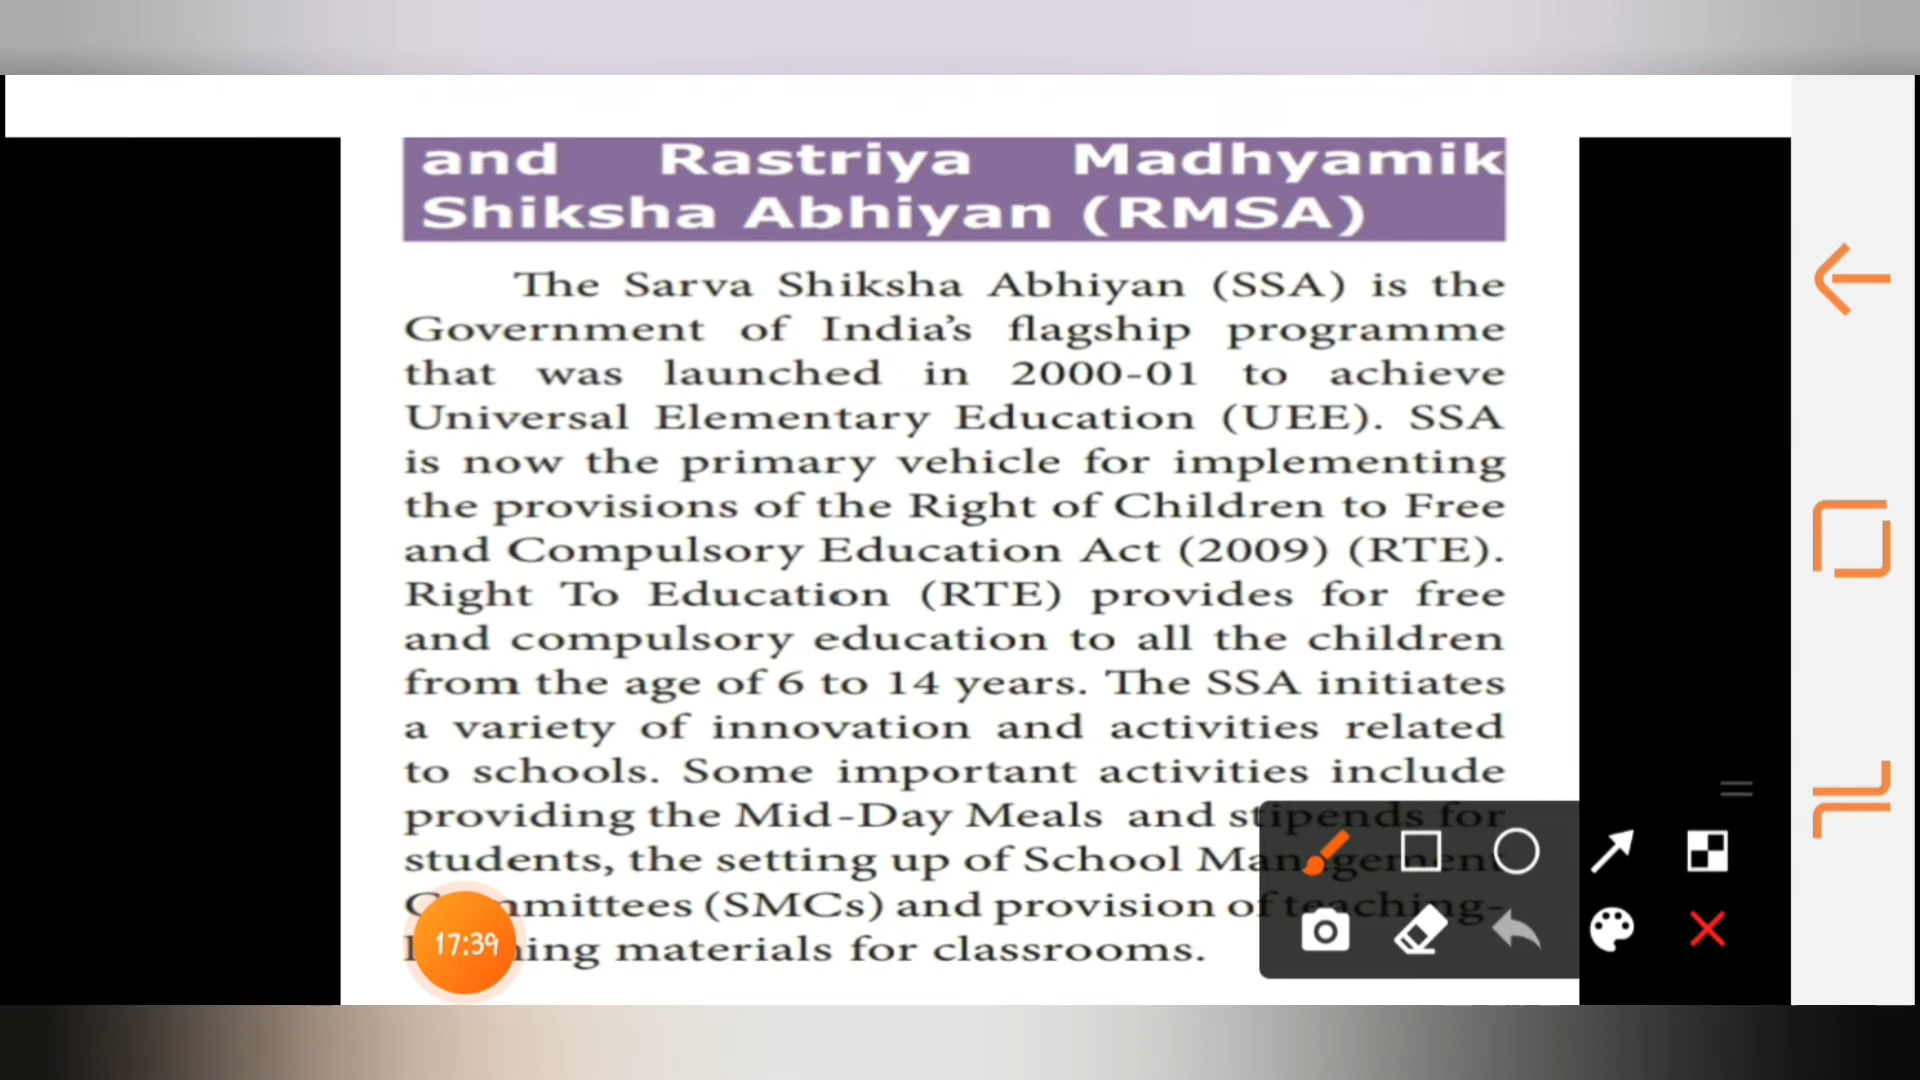 and Rastriya Madhyamik
Shiksha Abhiyan (RMSA)
The Sarva Shiksha Abhiyan (SSA) is the
Government of India’s flagship programme
that was launched in 2000-01 to achieve
Universal Elementary Education (UEE). SSA
is now the primary vehicle for implementing
the provisions of the Right of Children to Free
and Compulsory Education Act (2009) (RTE).
Right To Education (RTE) provides for free
and compulsory education to all the children
from the age of 6 to 14 years. The SSA initiates
a variety of innovation and activities related
to schools. Some important activities include
providing the Mid-Day Meals and stipends for
students, the setting up of School Management
(SMCs) and provision of teaching-
materials for classrooms.
17:39